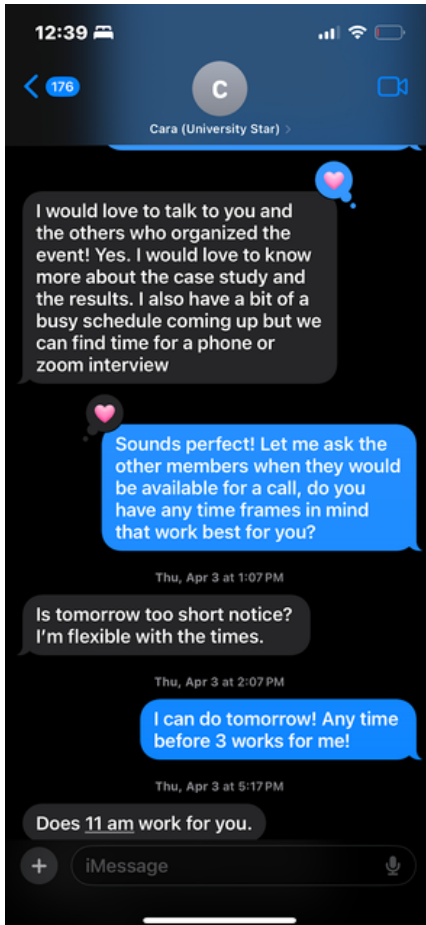 12:39
176
C
Cara (University Star)
I would love to talk to you and
the others who organized the
event! Yes. I would love to know
more about the case study and
the results. I also have a bit of a
busy schedule coming up but we
can find time for a phone or
zoom interview
Sounds perfect! Let me ask the
other members when they would
be available for a call, do you
have any time frames in mind
that work best for you?
Thu, Apr 3 at 1:07 PM
Is tomorrow too short notice?
I'm flexible with the times.
Thu, Apr 3 at 2:07 PM
I can do tomorrow! Any time
before 3 works for me!
Thu, Apr 3 at 5:17 PM
Does 11 am work for you.
iMessage